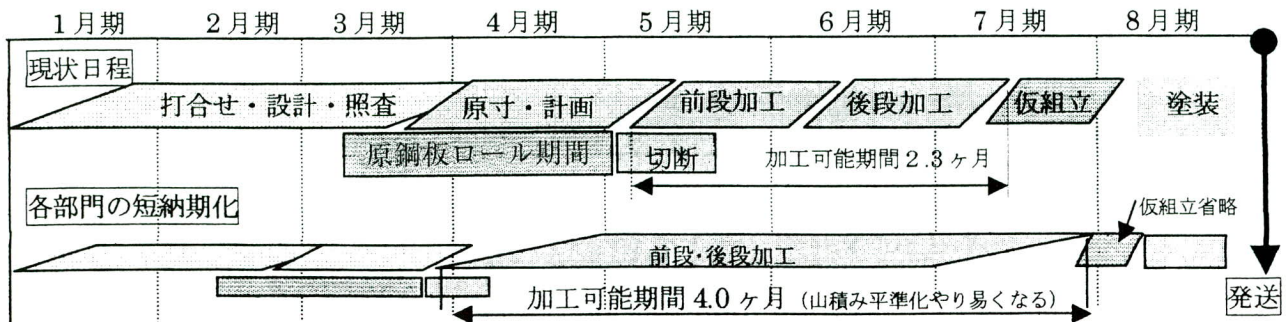 1月期 2月期 3月期 4月期 5月期 6月期 7月期 8月期
現状日程
打合せ・設計・照査 原寸・計画 前段加工 後段加工 仮組立 塗装
原鋼板ロール期間 切断 加工可能期間2.3ヶ月
各部門の短納期化
仮組立省略
前段・後段加工
加工可能期間4.0ヶ月(山積み平準化やり易くなる)
発送